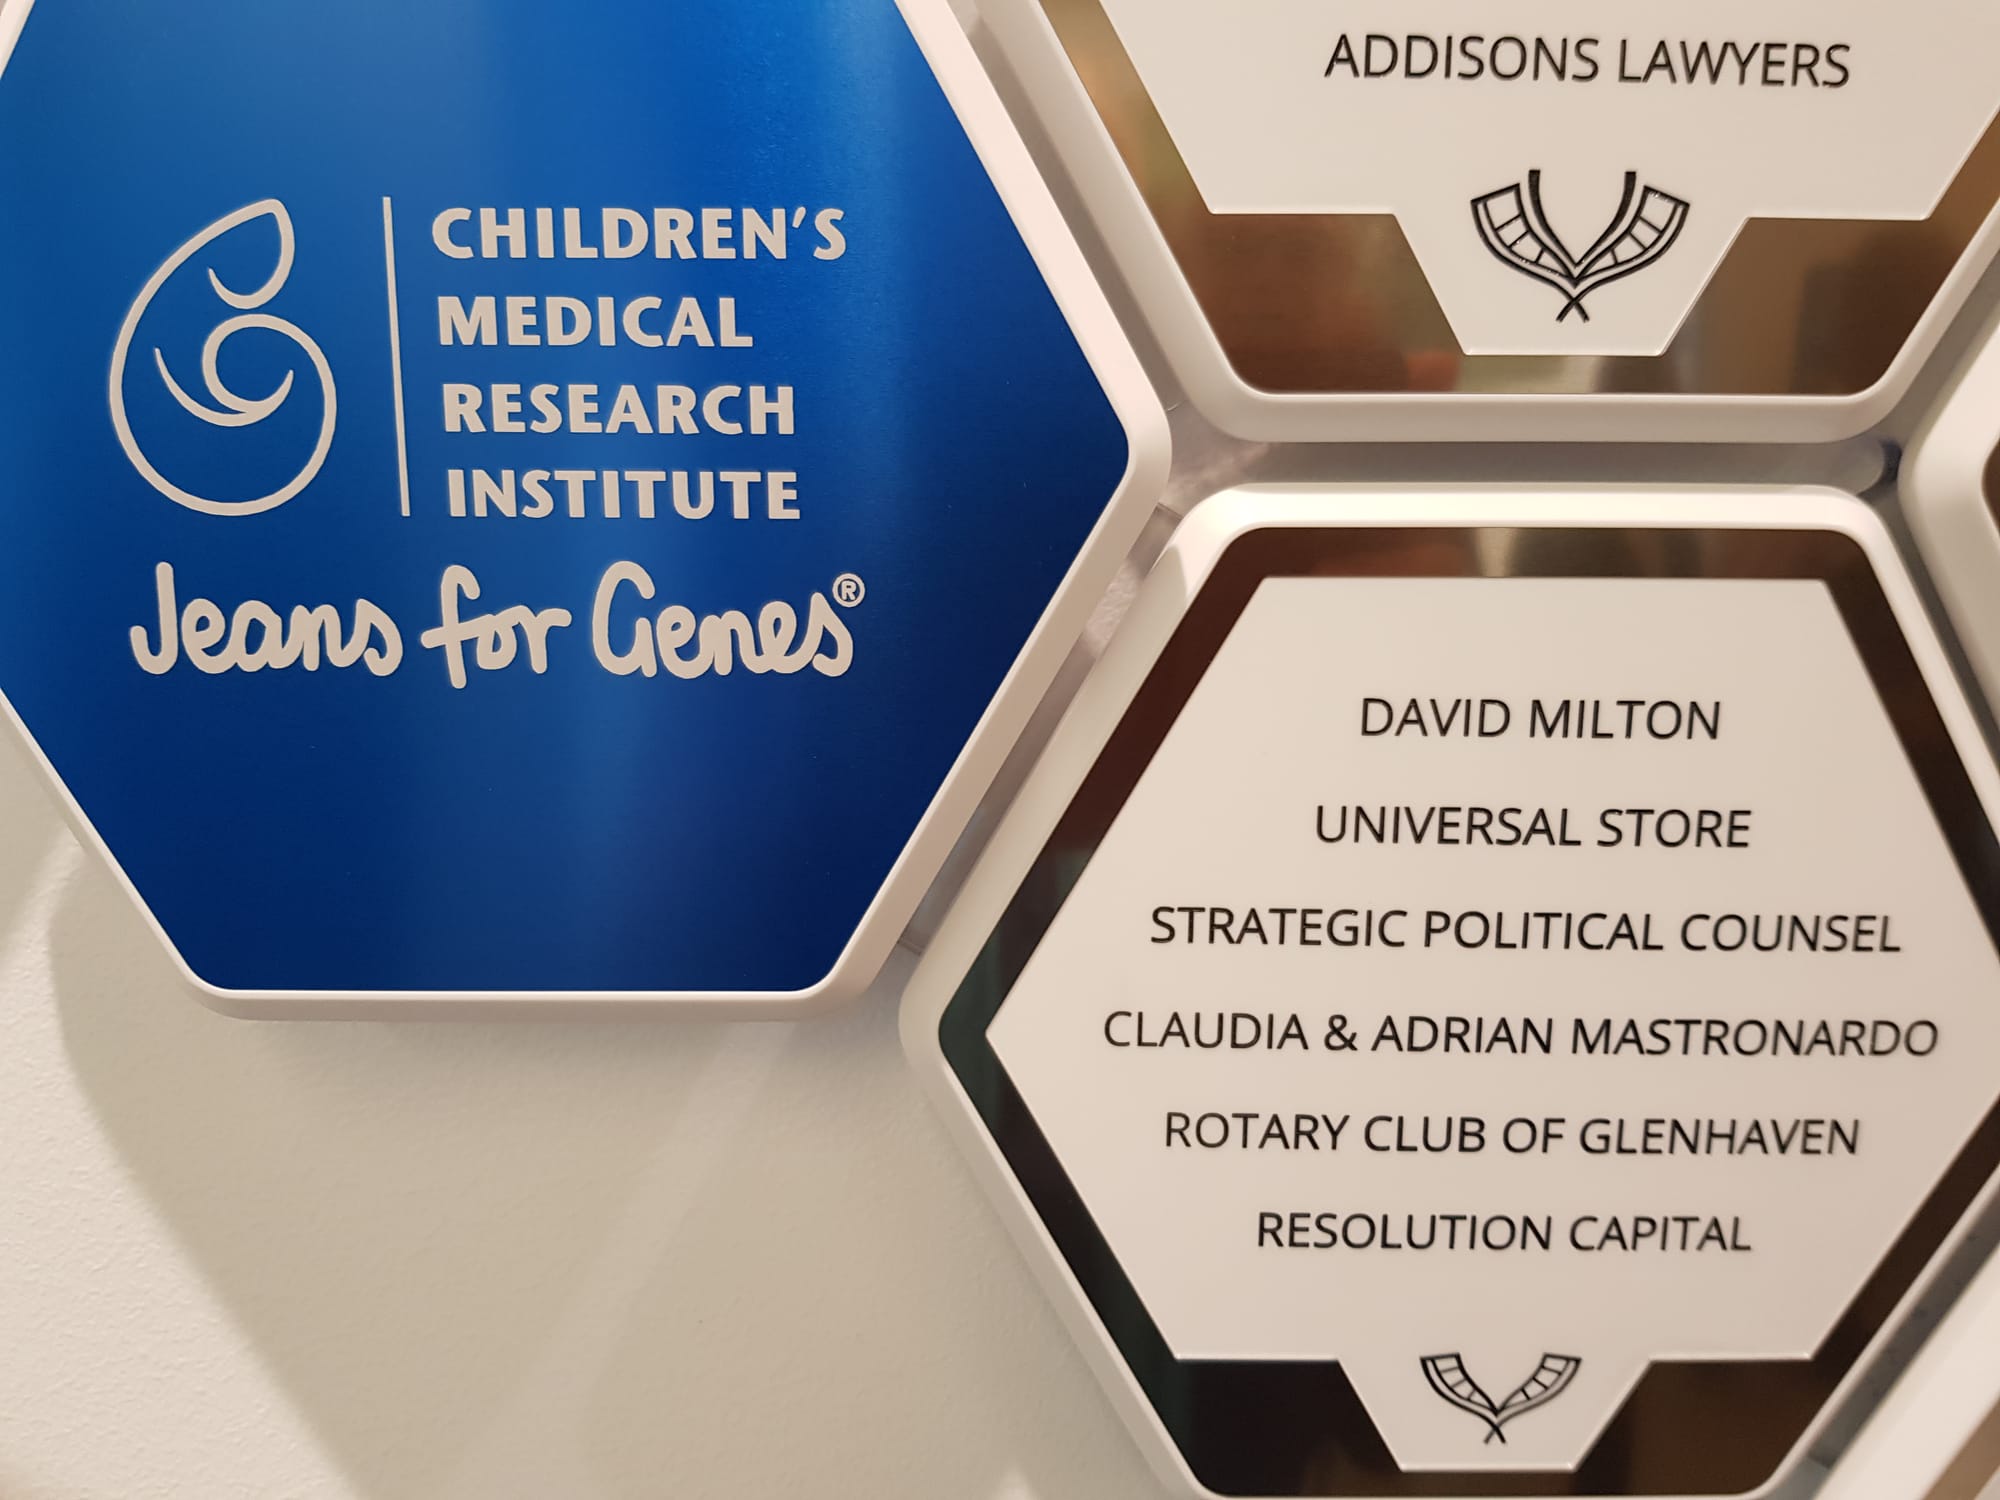 CHILDREN'S
MEDICAL
RESEARCH
INSTITUTE
Jeans for Genes®
ADDISONS LAWYERS
DAVID MILTON
UNIVERSAL STORE
STRATEGIC POLITICAL COUNSEL
CLAUDIA & ADRIAN MASTRONARDO
ROTARY CLUB OF GLENHAVEN
RESOLUTION CAPITAL